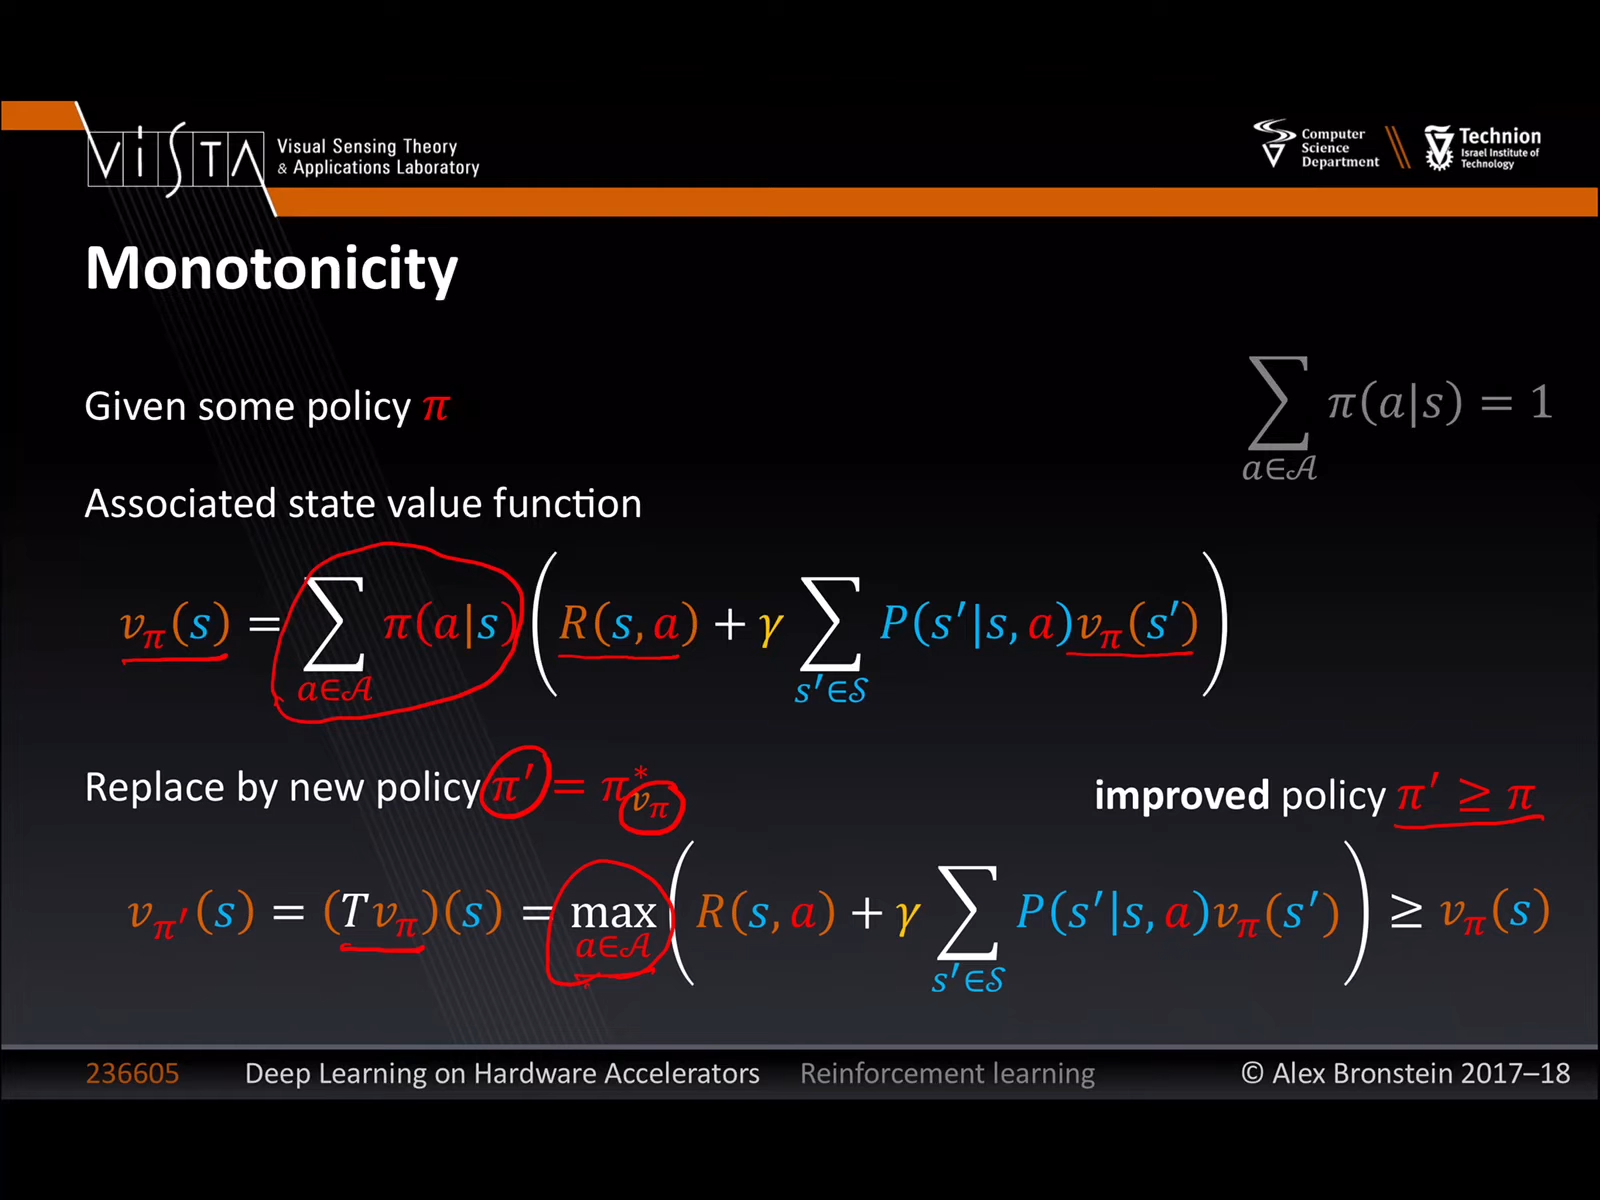 ViSTA
Visual Sensing Theory
& Applications Laboratory
Computer
Science
Department
Technion
Israel Institute of
Technology
Monotonicity
Given some policy π
∑_{a∈𝒜} π(a|s) = 1
Associated state value function
v_π(s) = ∑_{a∈𝒜} π(a|s) ( R(s, a) + γ ∑_{s′∈𝒮} P(s′|s, a)v_π(s′) )
Replace by new policy π′ = π*_{v_π}
improved policy π′ ≥ π
v_{π′}(s) = (T v_π)(s) = max_{a∈𝒜} ( R(s, a) + γ ∑_{s′∈𝒮} P(s′|s, a)v_π(s′) ) ≥ v_π(s)
236605 Deep Learning on Hardware Accelerators Reinforcement learning © Alex Bronstein 2017–18